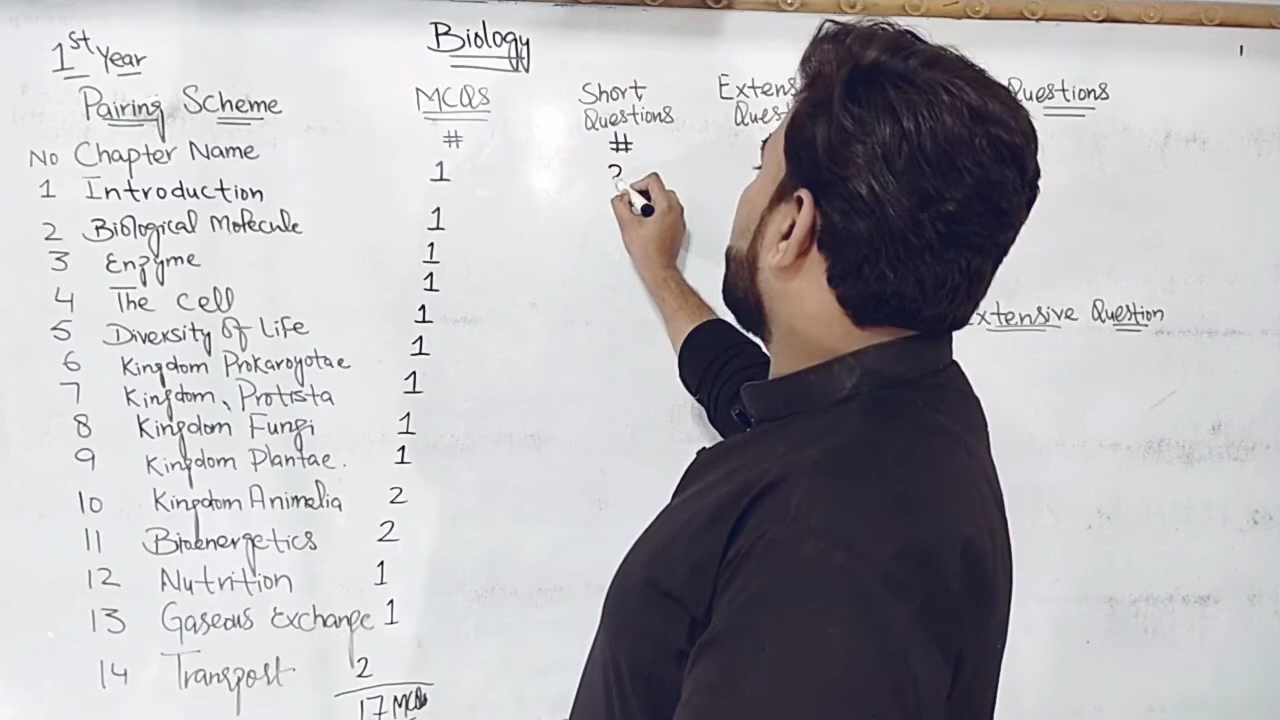 1st Year
Biology
Pairing Scheme
MCQS
Short Questions
Questions
#
#
No Chapter Name
1 Introduction 1
2 Biological Molecule 1
3 Enzyme 1
4 The Cell 1
5 Diversity of Life 1
6 Kingdom Prokaroyotae 1
7 Kingdom Protista 1
8 Kingdom Fungi 1
9 Kingdom Plantae. 1
10 Kingdom Animalia 2
11 Bioenergetics 2
12 Nutrition 1
13 Gaseous Exchange 1
14 Transport 2
17 MCQs
Question